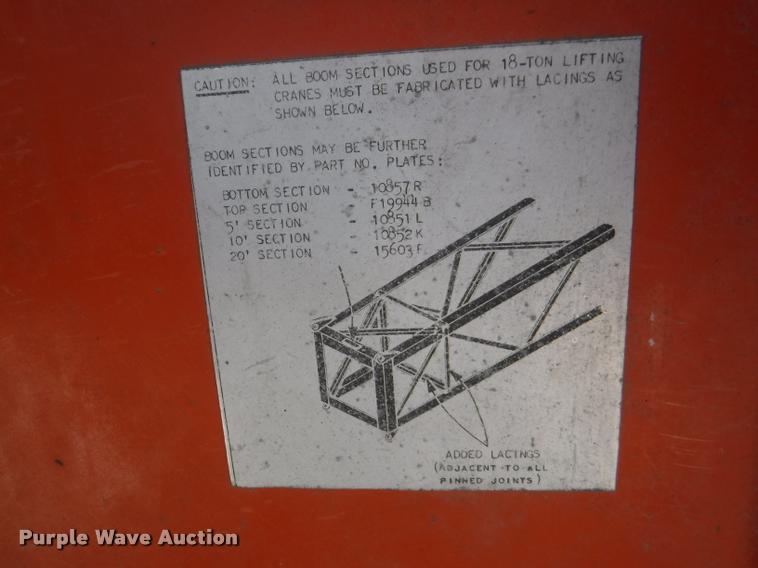 CAUTION: ALL BOOM SECTIONS USED FOR 18-TON LIFTING
CRANES MUST BE FABRICATED WITH LACINGS AS
SHOWN BELOW.
BOOM SECTIONS MAY BE FURTHER
IDENTIFIED BY PART NO. PLATES:
BOTTOM SECTION - 10857R
TOP SECTION - F19944B
5' SECTION - 10851L
10' SECTION - 10852K
20' SECTION - 15603F
ADDED LACINGS
(ADJACENT TO ALL
PINNED JOINTS)
Purple Wave Auction